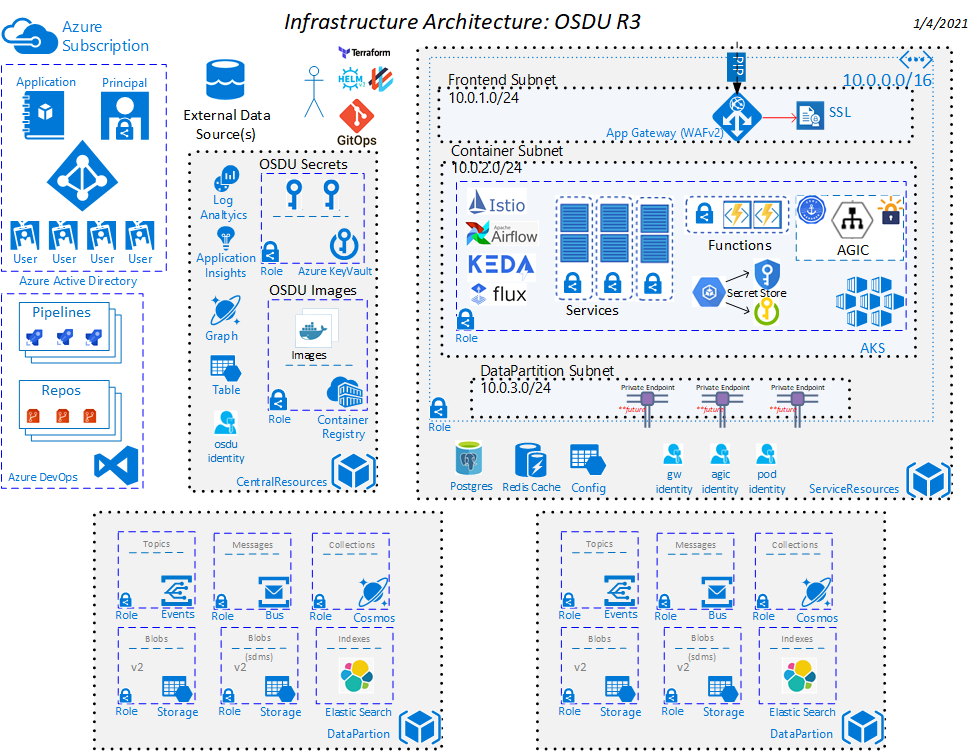 Infrastructure Architecture: OSDU R3
1/4/2021
Azure
Subscription
Application
Principal
User
User
User
User
Azure Active Directory
Pipelines
Repos
Azure DevOps
External Data
Source(s)
Terraform
HELM
GitOps
OSDU Secrets
Log
Analtyics
Application
Insights
Role
Azure KeyVault
OSDU Images
Graph
Images
Table
Role
Container
Registry
osdu
identity
CentralResources
10.0.0.0/16
Frontend Subnet
10.0.1.0/24
App Gateway (WAFv2)
SSL
Container Subnet
10.0.2.0/24
Istio
Apache
Airflow
KEDA
flux
Role
Services
Functions
AGIC
Secret Store
AKS
DataPartition Subnet
10.0.3.0/24
Private Endpoint
**future
Private Endpoint
**future
Private Endpoint
**future
Role
Postgres
Redis Cache
Config
gw
identity
agic
identity
pod
identity
ServiceResources
Topics
Role
Events
Messages
Role
Bus
Collections
Role
Cosmos
Blobs
v2
Role
Storage
Blobs
(sdms)
v2
Role
Storage
Indexes
Elastic Search
DataPartion
Topics
Role
Events
Messages
Role
Bus
Collections
Role
Cosmos
Blobs
v2
Role
Storage
Blobs
(sdms)
v2
Role
Storage
Indexes
Elastic Search
DataPartion